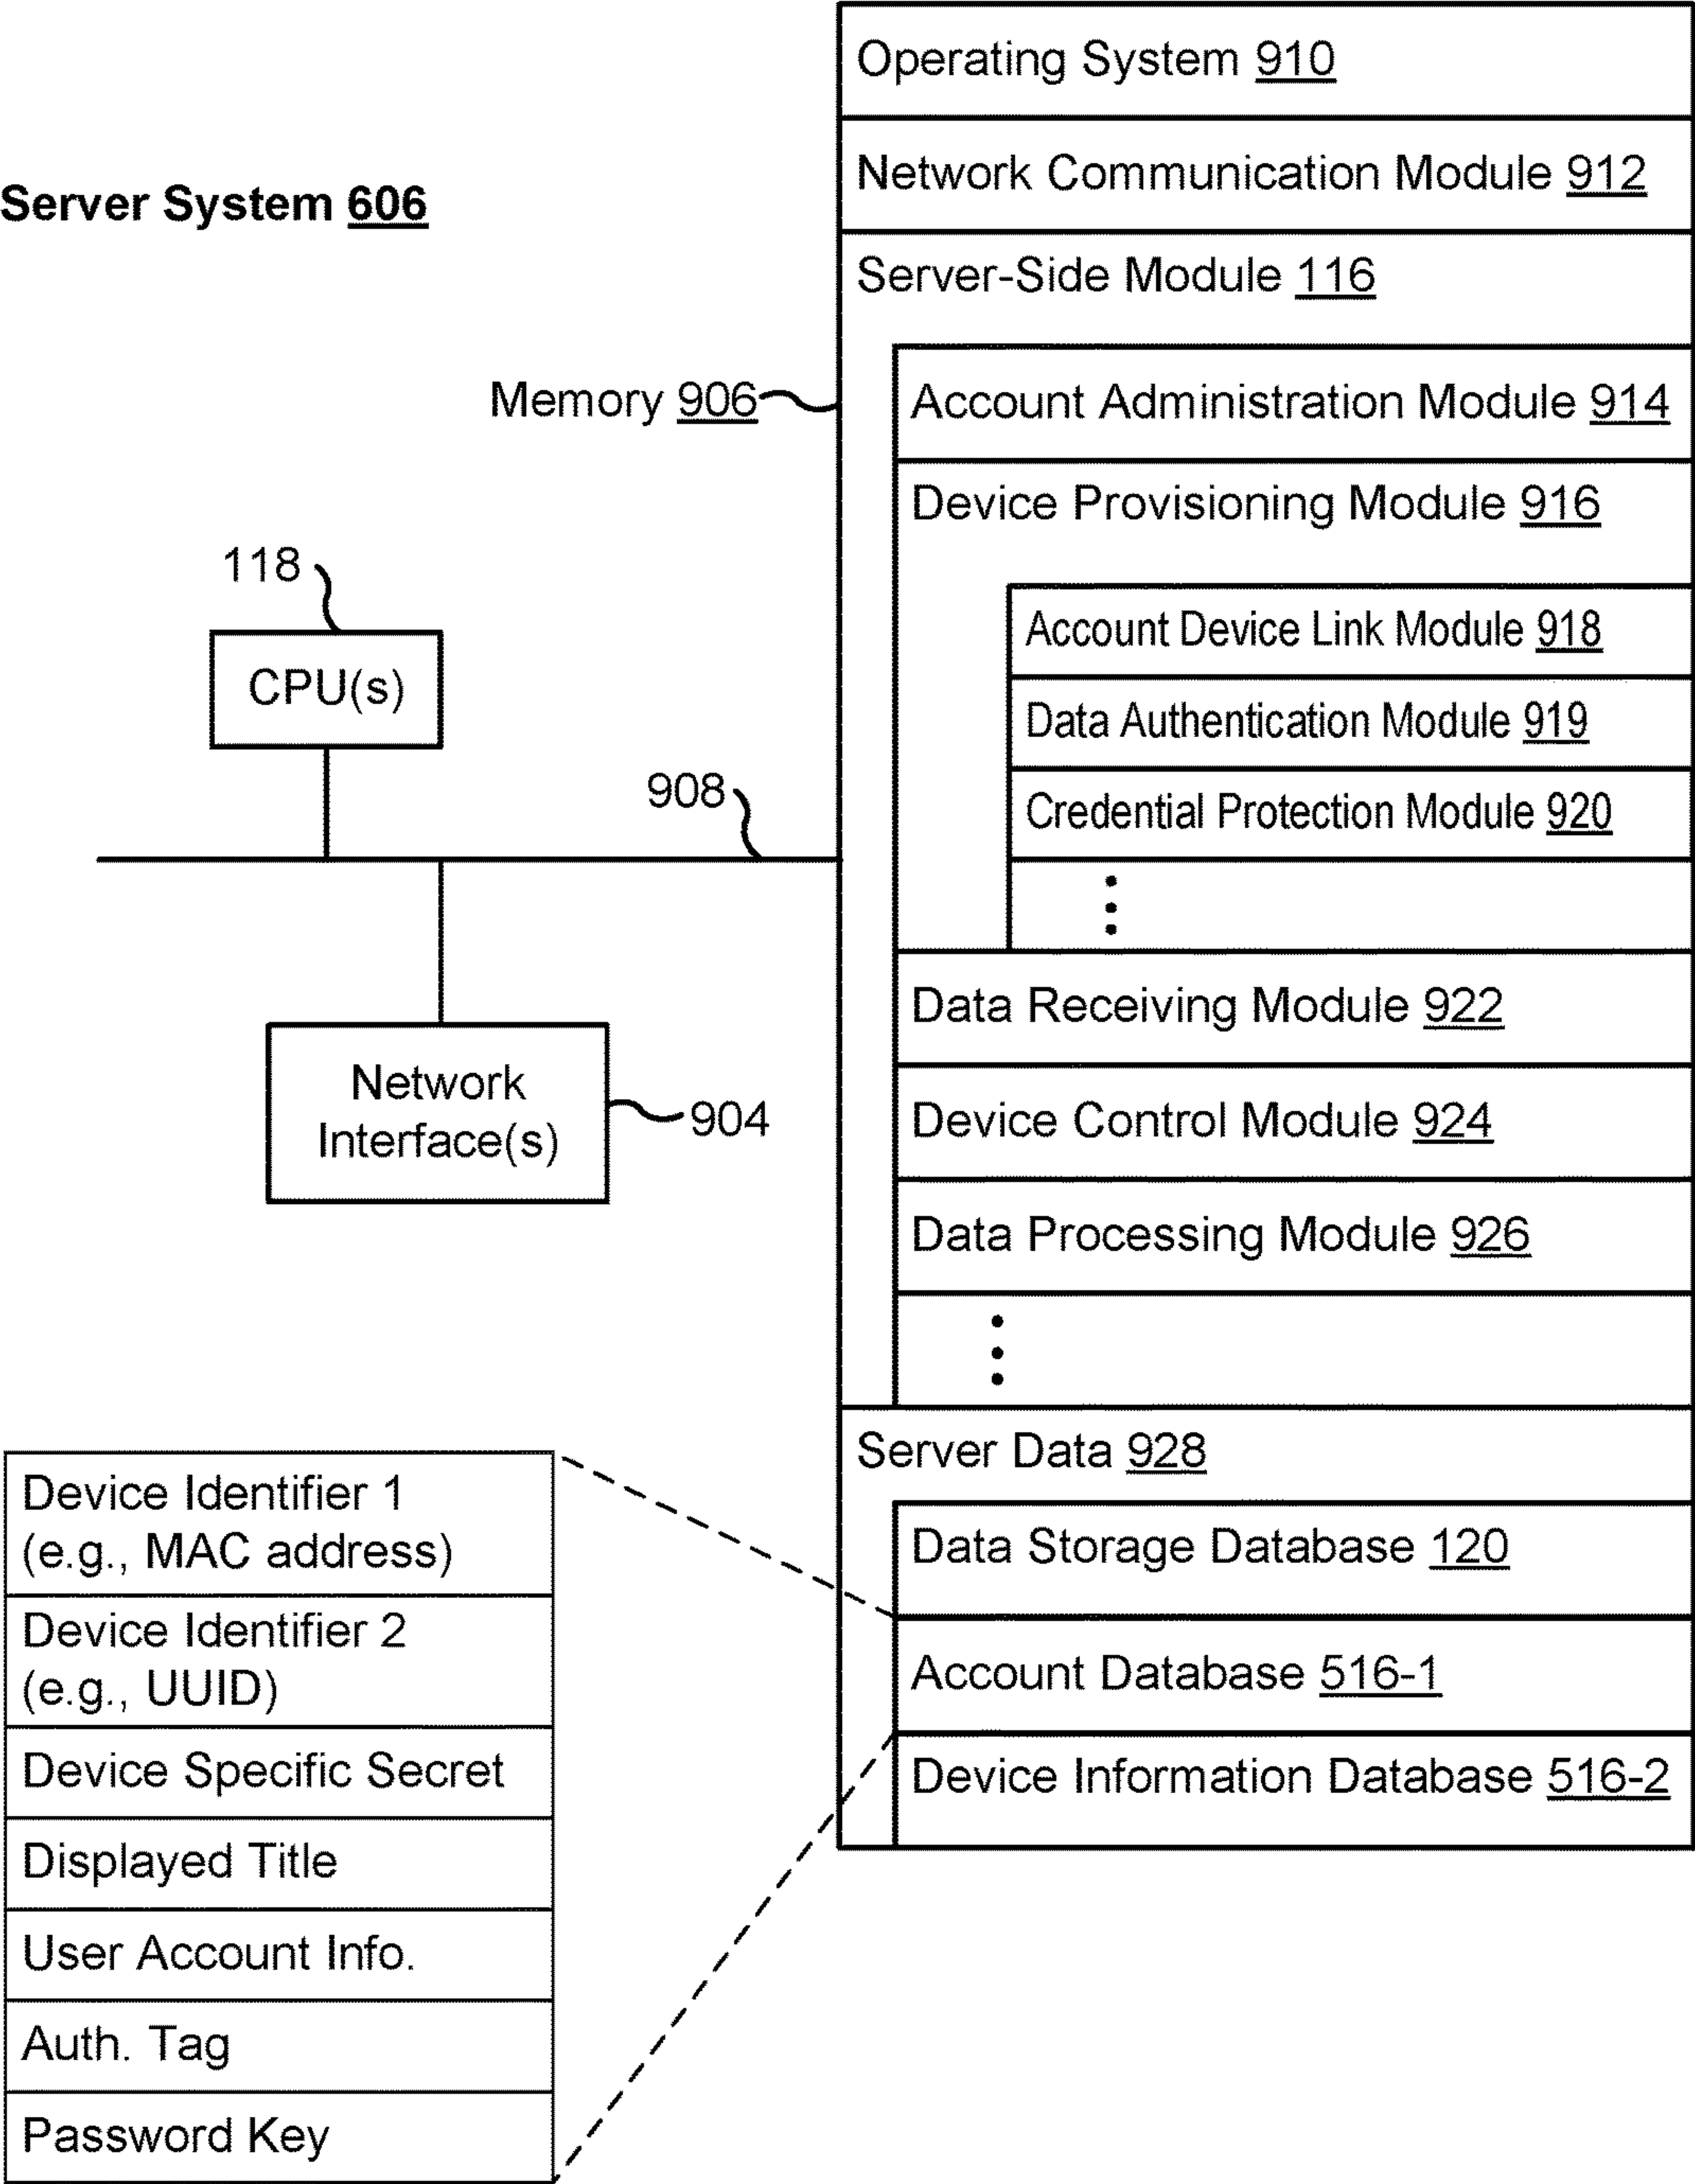 Server System 606
Operating System 910
Network Communication Module 912
Server-Side Module 116
Memory 906
Account Administration Module 914
Device Provisioning Module 916
Account Device Link Module 918
Data Authentication Module 919
Credential Protection Module 920
118
CPU(s)
908
Network
Interface(s)
904
Data Receiving Module 922
Device Control Module 924
Data Processing Module 926
Server Data 928
Data Storage Database 120
Account Database 516-1
Device Information Database 516-2
Device Identifier 1
(e.g., MAC address)
Device Identifier 2
(e.g., UUID)
Device Specific Secret
Displayed Title
User Account Info.
Auth. Tag
Password Key